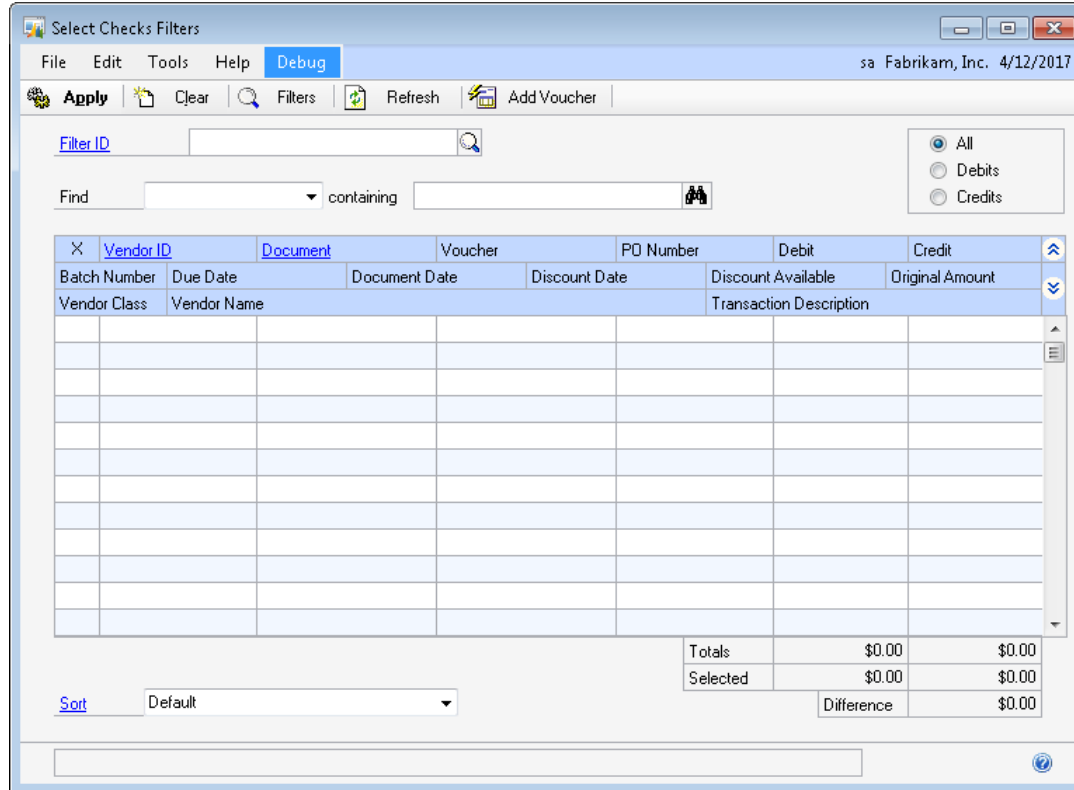 Select Checks Filters
File Edit Tools Help Debug sa Fabrikam, Inc. 4/12/2017
Apply Clear Filters Refresh Add Voucher
Filter ID
All
Debits
Find containing
Credits
X Vendor ID Document Voucher PO Number Debit Credit
Batch Number Due Date Document Date Discount Date Discount Available Original Amount
Vendor Class Vendor Name Transaction Description
Totals $0.00 $0.00
Selected $0.00 $0.00
Sort Default Difference $0.00